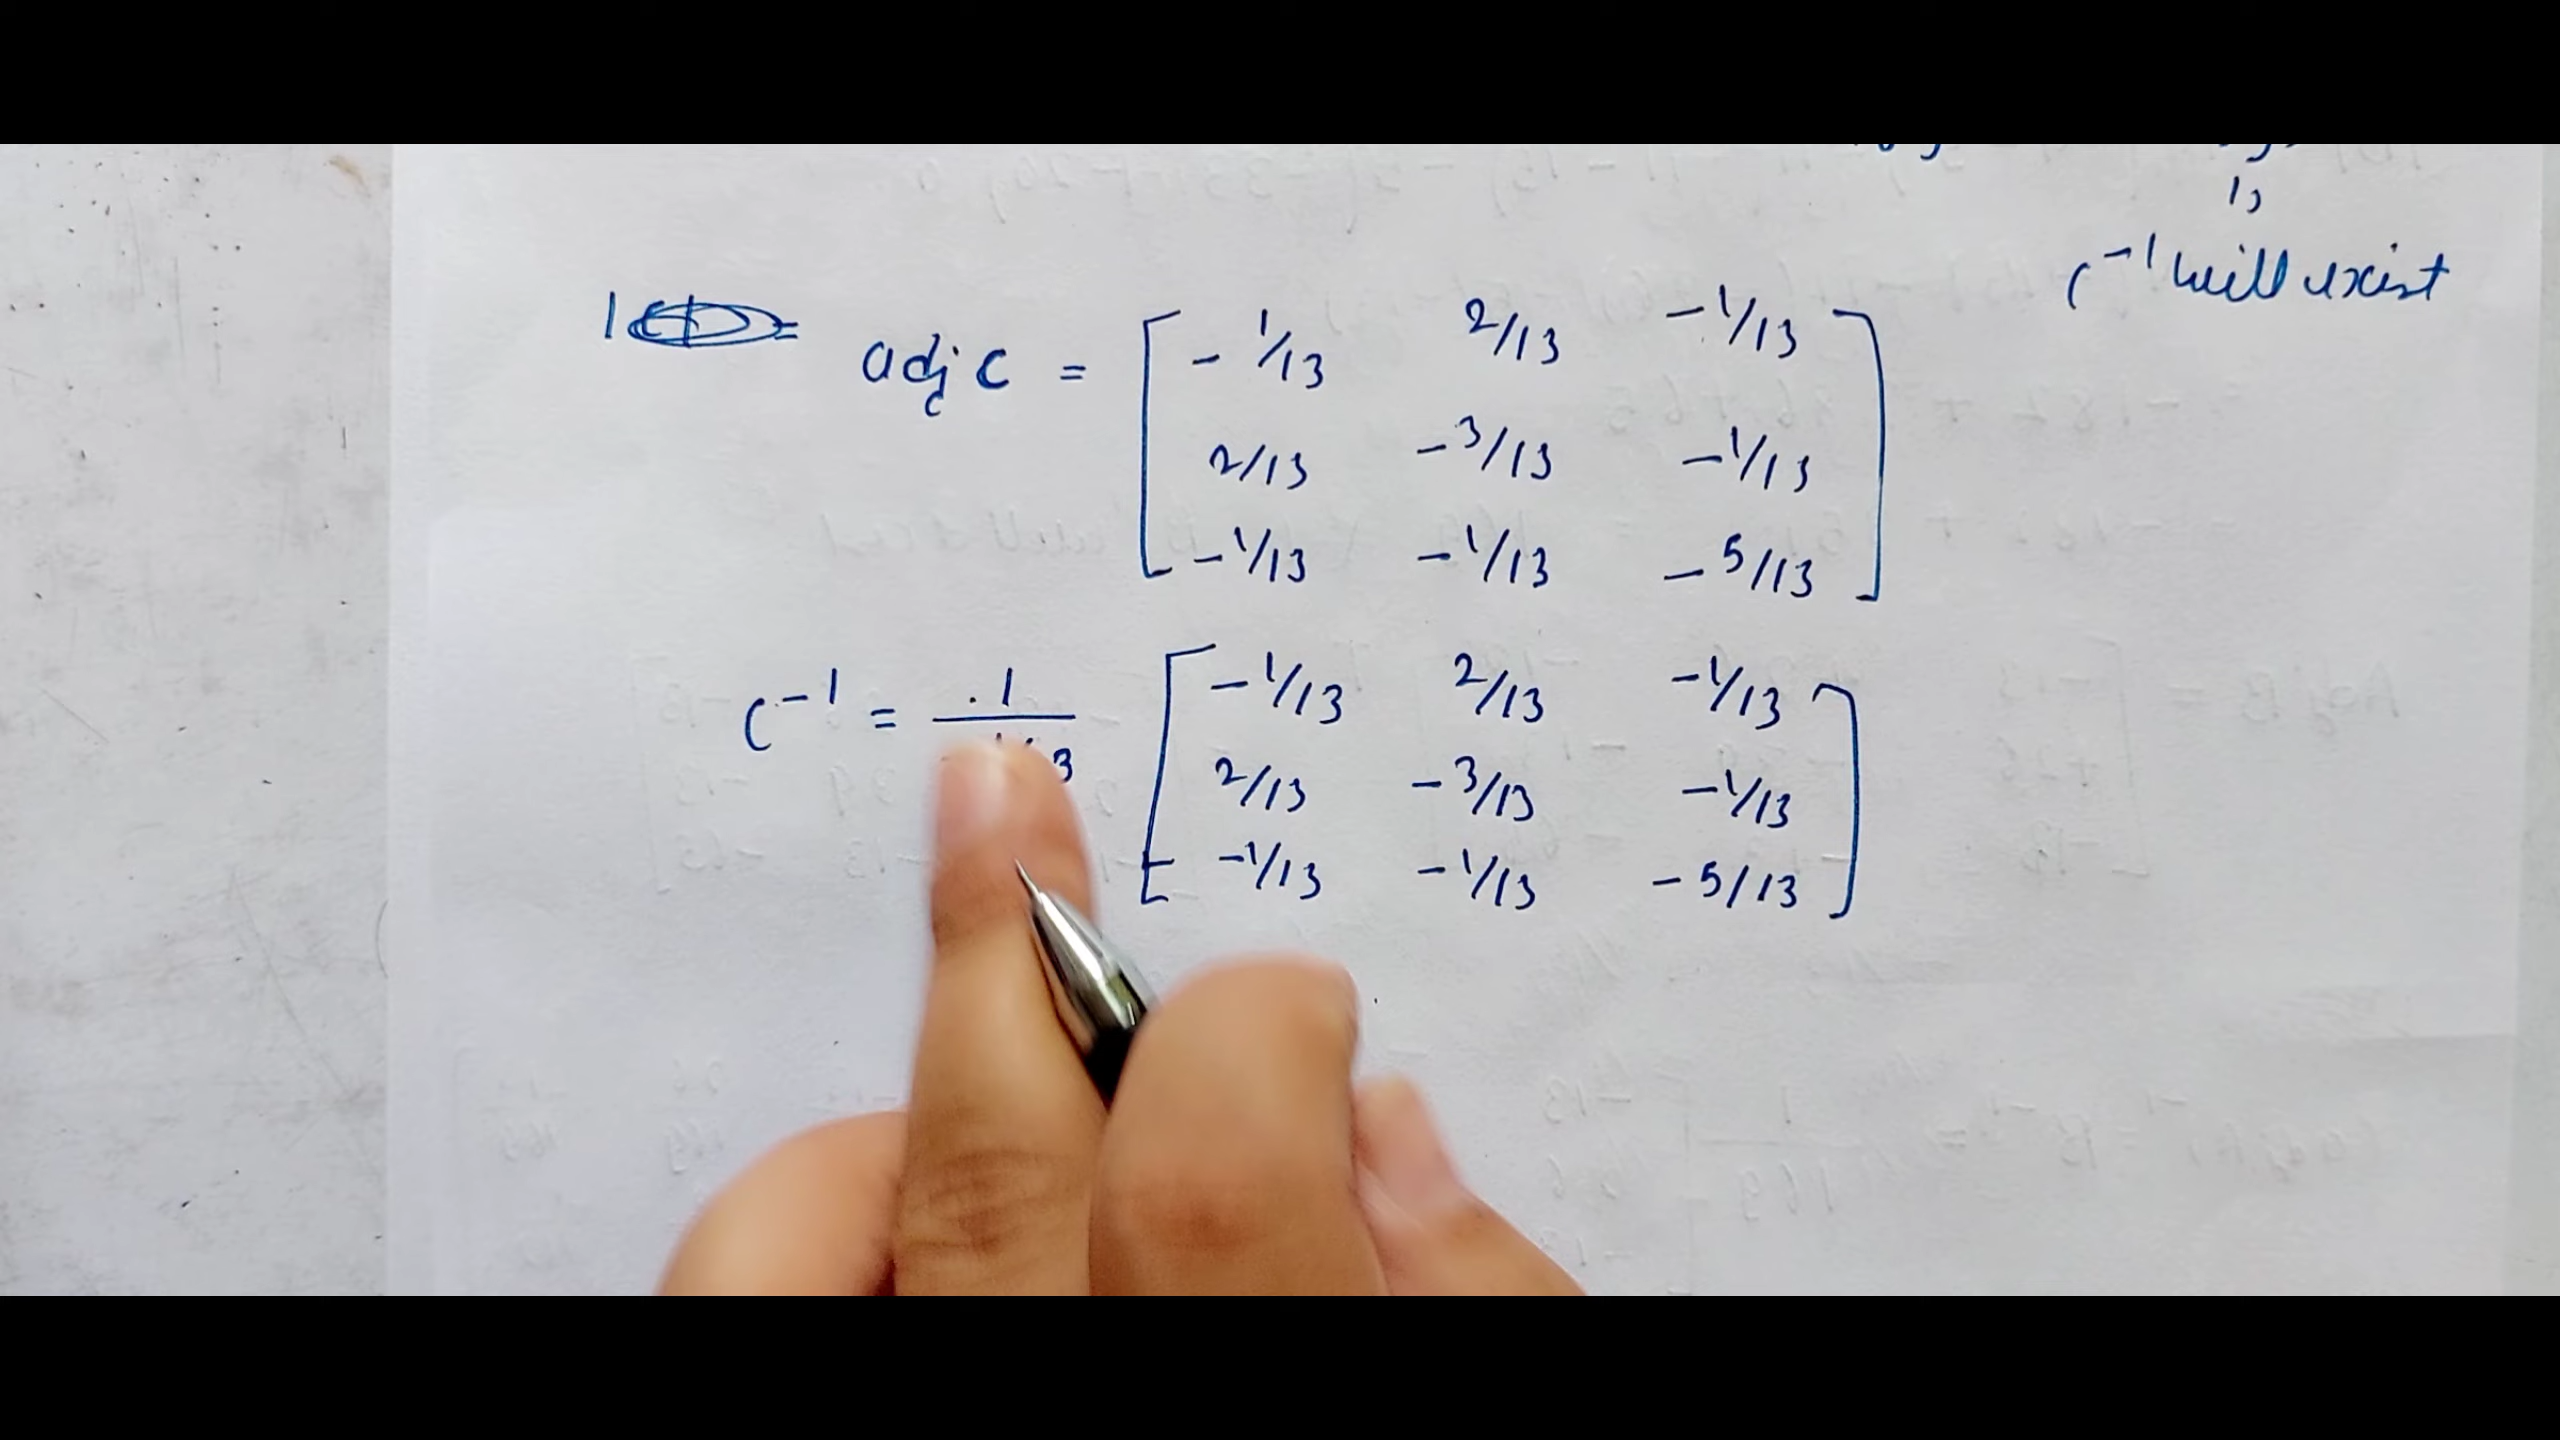 C⁻¹ will exist
adj C = [ - 1/13 2/13 - 1/13
2/13 - 3/13 - 1/13
- 1/13 - 1/13 - 5/13 ]
C⁻¹ = 1 / 3 [ - 1/13 2/13 - 1/13
2/13 - 3/13 - 1/13
- 1/13 - 1/13 - 5/13 ]